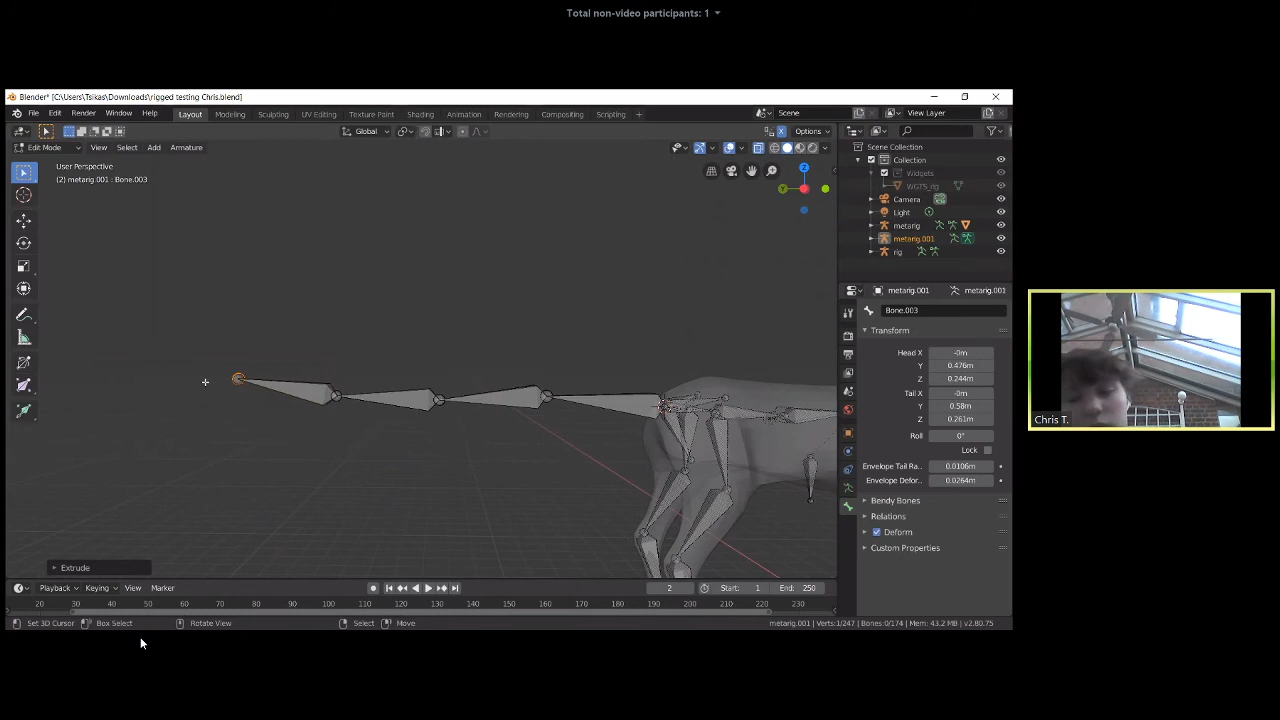 Total non-video participants: 1
Blender* [C:\Users\Tsikas\Downloads\rigged testing Chris.blend]
File Edit Render Window Help Layout Modeling Sculpting UV Editing Texture Paint Shading Animation Rendering Compositing Scripting + Scene View Layer
Global Options
Edit Mode View Select Add Armature
Scene Collection
User Perspective
(2) metarig.001 : Bone.003
Collection
Widgets
WGTS_rig
Camera
Light
metarig
metarig.001
rig
Z
Y
metarig.001 metarig.001
Bone.003
Transform
Head X -0m
Y 0.476m
Z 0.244m
Tail X -0m
Y 0.58m
Z 0.261m
Roll 0°
Lock
Envelope Tail Ra.. 0.0106m
Envelope Defor.. 0.0264m
Bendy Bones
Relations
Deform
Custom Properties
Chris T.
Extrude
Playback Keying View Marker 2 Start: 1 End: 250
20 30 40 50 60 70 80 90 100 110 120 130 140 150 160 170 180 190 200 210 220 230
Set 3D Cursor Box Select Rotate View Select Move metarig.001 | Verts:1/247 | Bones:0/174 | Mem: 43.2 MB | v2.80.75